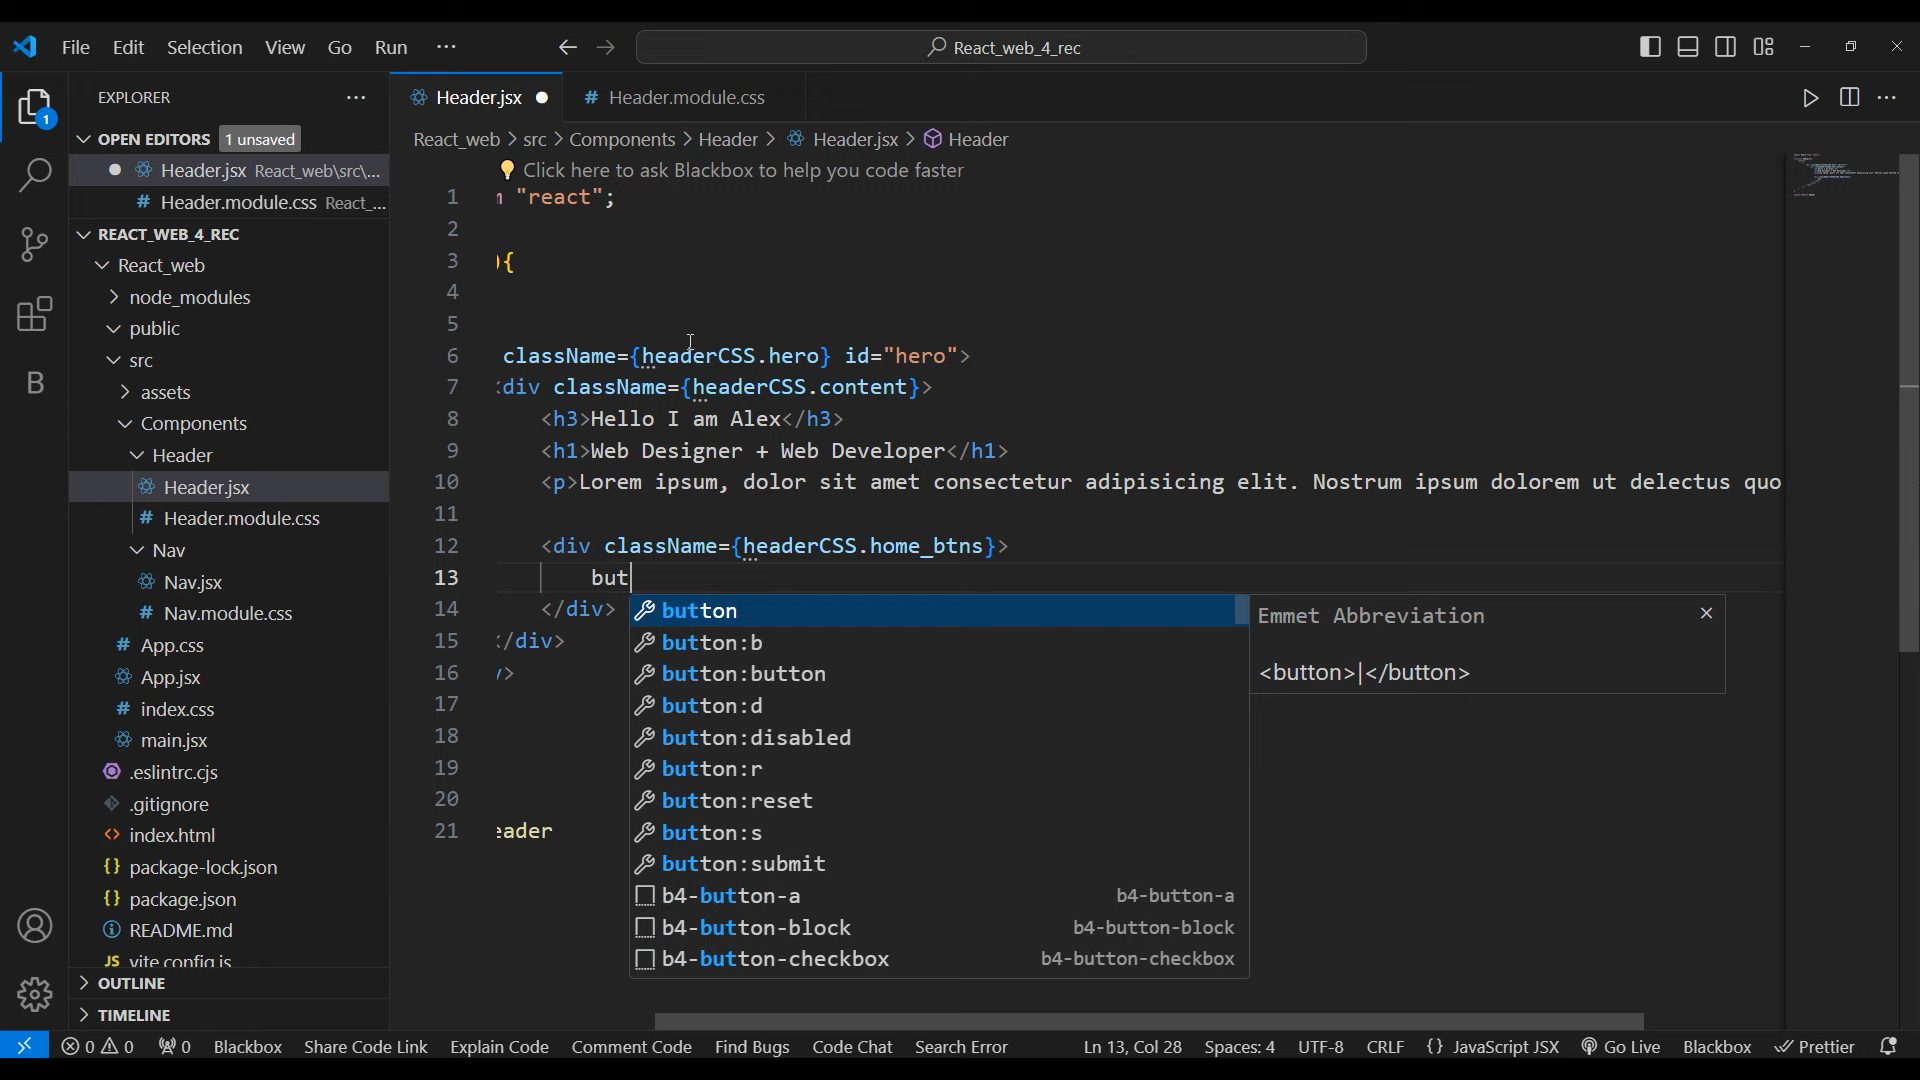 File Edit Selection View Go Run ···
React_web_4_rec
EXPLORER
OPEN EDITORS 1 unsaved
Header.jsx React_web\src\...
Header.module.css React_...
REACT_WEB_4_REC
React_web
node_modules
public
src
assets
Components
Header
Header.jsx
Header.module.css
Nav
Nav.jsx
Nav.module.css
App.css
App.jsx
index.css
main.jsx
.eslintrc.cjs
.gitignore
index.html
package-lock.json
package.json
README.md
vite.config.js
OUTLINE
TIMELINE
Header.jsx
Header.module.css
React_web > src > Components > Header > Header.jsx > Header
Click here to ask Blackbox to help you code faster
1 "react";
2
3 ){
4
5
6 className={headerCSS.hero} id="hero">
7 <div className={headerCSS.content}>
8 <h3>Hello I am Alex</h3>
9 <h1>Web Designer + Web Developer</h1>
10 <p>Lorem ipsum, dolor sit amet consectetur adipisicing elit. Nostrum ipsum dolorem ut delectus quo
11
12 <div className={headerCSS.home_btns}>
13 but
14 </div>
15 </div>
16 >
17
18
19
20
21 eader
button
button:b
button:button
button:d
button:disabled
button:r
button:reset
button:s
button:submit
b4-button-a b4-button-a
b4-button-block b4-button-block
b4-button-checkbox b4-button-checkbox
Emmet Abbreviation
<button>|</button>
0 0 0 Blackbox Share Code Link Explain Code Comment Code Find Bugs Code Chat Search Error Ln 13, Col 28 Spaces: 4 UTF-8 CRLF {} JavaScript JSX Go Live Blackbox Prettier